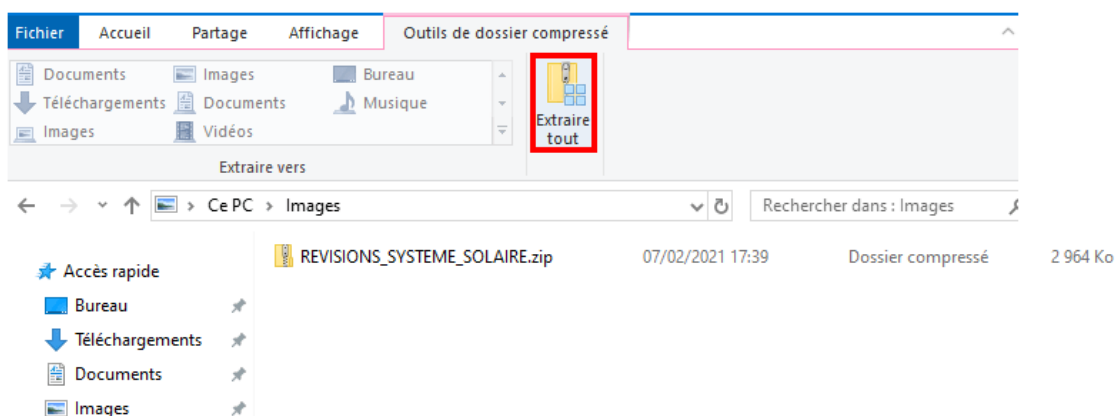 Fichier Accueil Partage Affichage Outils de dossier compressé
Documents Images Bureau
Téléchargements Documents Musique
Images Vidéos
Extraire tout
Extraire vers
Ce PC > Images
Rechercher dans : Images
REVISIONS_SYSTEME_SOLAIRE.zip 07/02/2021 17:39 Dossier compressé 2 964 Ko
Accès rapide
Bureau
Téléchargements
Documents
Images